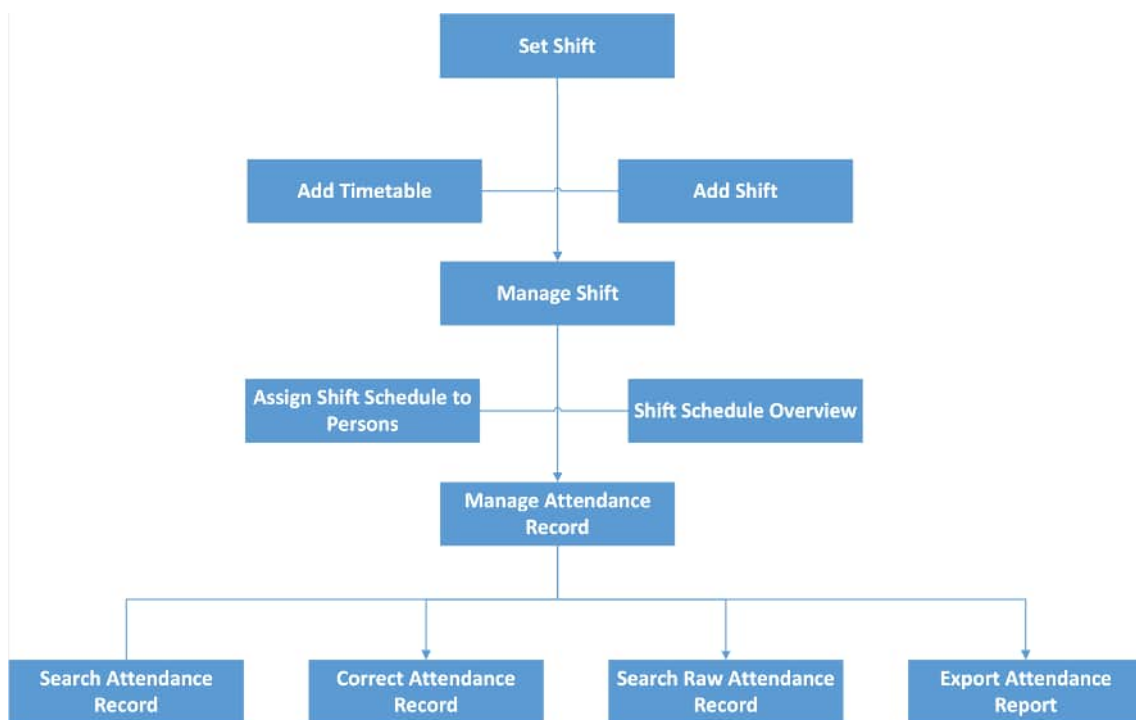 Set Shift
Add Timetable
Add Shift
Manage Shift
Assign Shift Schedule to
Persons
Shift Schedule Overview
Manage Attendance
Record
Search Attendance
Record
Correct Attendance
Record
Search Raw Attendance
Record
Export Attendance
Report